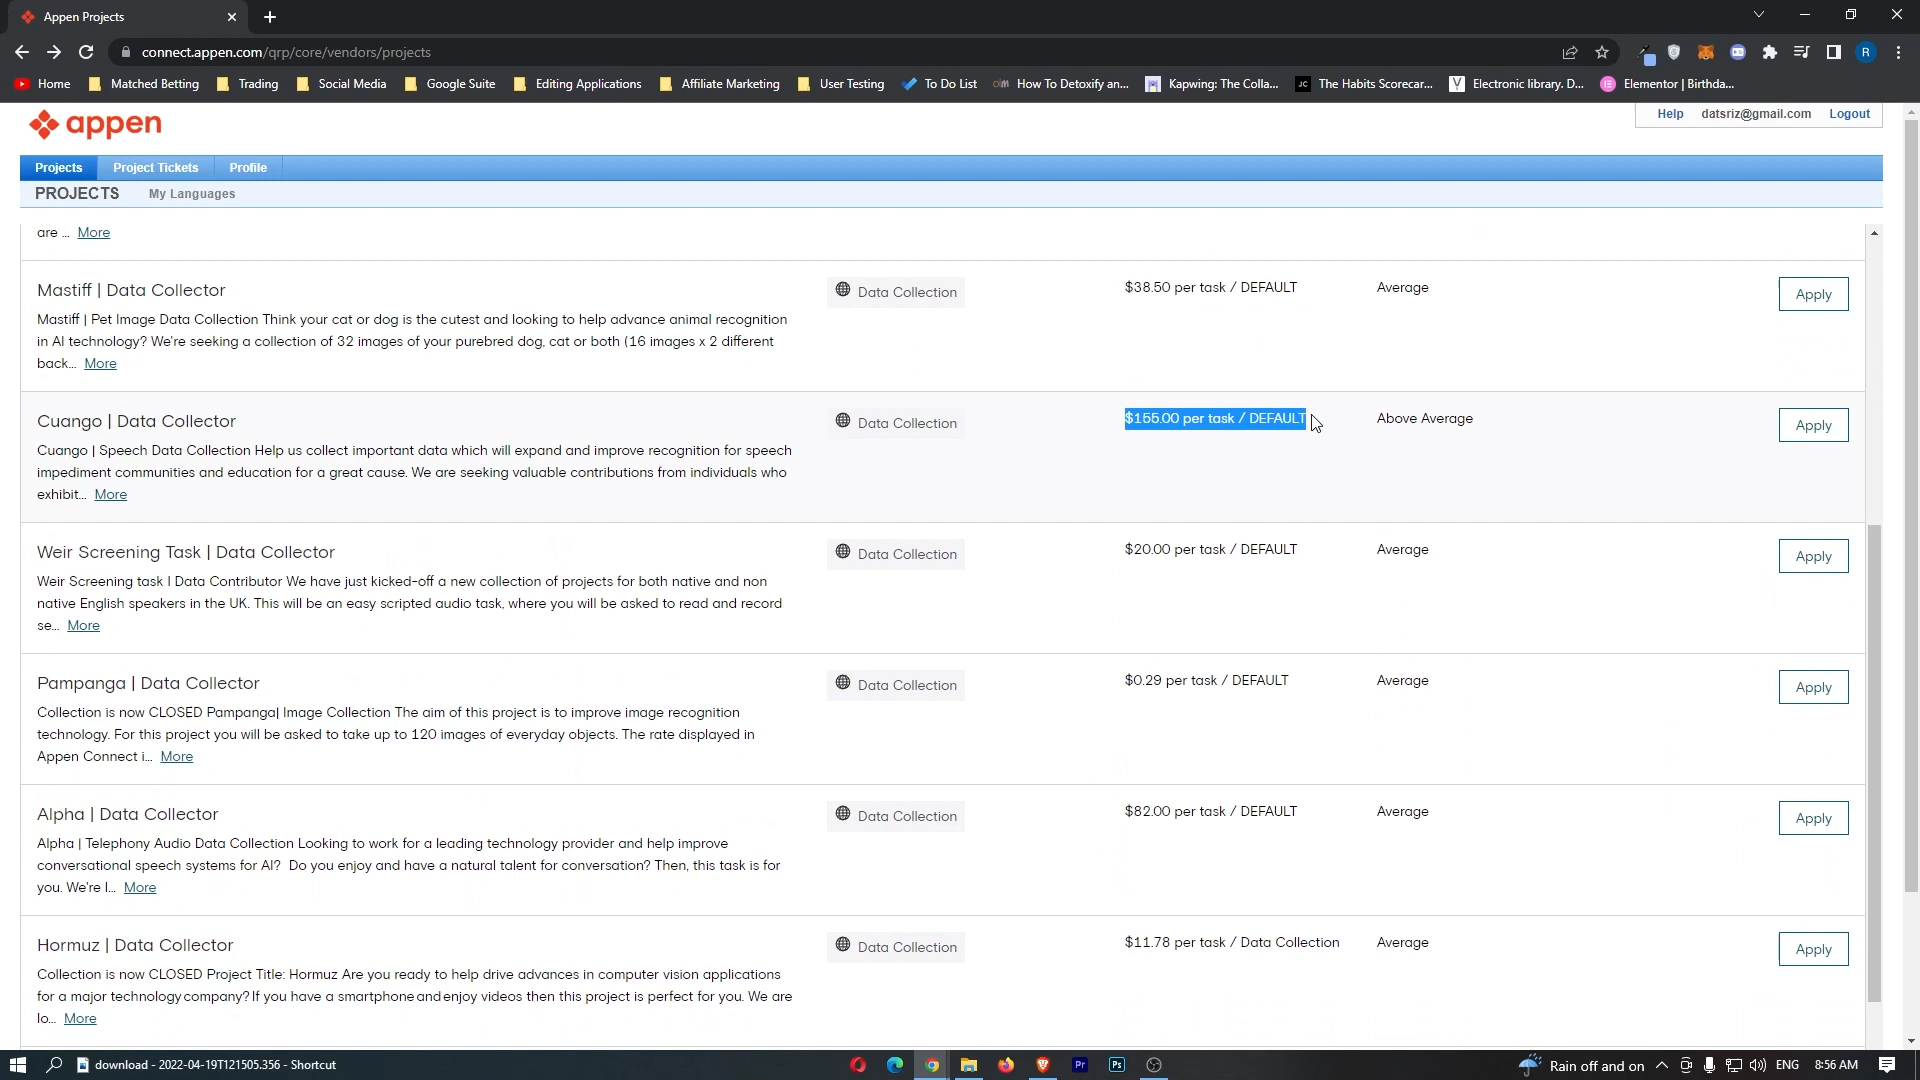 Appen Projects
connect.appen.com/qrp/core/vendors/projects
R
Home Matched Betting Trading Social Media Google Suite Editing Applications Affiliate Marketing User Testing To Do List How To Detoxify an... Kapwing: The Colla... JC The Habits Scorecar... Electronic library. D... Elementor | Birthda...
appen
Help datsriz@gmail.com Logout
Projects Project Tickets Profile
PROJECTS My Languages
are ... More
Mastiff | Data Collector
Data Collection
$38.50 per task / DEFAULT
Average
Apply
Mastiff | Pet Image Data Collection Think your cat or dog is the cutest and looking to help advance animal recognition
in AI technology? We're seeking a collection of 32 images of your purebred dog, cat or both (16 images x 2 different
back... More
Cuango | Data Collector
Data Collection
$155.00 per task / DEFAULT
Above Average
Apply
Cuango | Speech Data Collection Help us collect important data which will expand and improve recognition for speech
impediment communities and education for a great cause. We are seeking valuable contributions from individuals who
exhibit... More
Weir Screening Task | Data Collector
Data Collection
$20.00 per task / DEFAULT
Average
Apply
Weir Screening task I Data Contributor We have just kicked-off a new collection of projects for both native and non
native English speakers in the UK. This will be an easy scripted audio task, where you will be asked to read and record
se... More
Pampanga | Data Collector
Data Collection
$0.29 per task / DEFAULT
Average
Apply
Collection is now CLOSED Pampanga| Image Collection The aim of this project is to improve image recognition
technology. For this project you will be asked to take up to 120 images of everyday objects. The rate displayed in
Appen Connect i... More
Alpha | Data Collector
Data Collection
$82.00 per task / DEFAULT
Average
Apply
Alpha | Telephony Audio Data Collection Looking to work for a leading technology provider and help improve
conversational speech systems for AI? Do you enjoy and have a natural talent for conversation? Then, this task is for
you. We're l... More
Hormuz | Data Collector
Data Collection
$11.78 per task / Data Collection
Average
Apply
Collection is now CLOSED Project Title: Hormuz Are you ready to help drive advances in computer vision applications
for a major technology company? If you have a smartphone and enjoy videos then this project is perfect for you. We are
lo... More
download - 2022-04-19T121505.356 - Shortcut
Pr
Ps
Rain off and on
ENG
8:56 AM